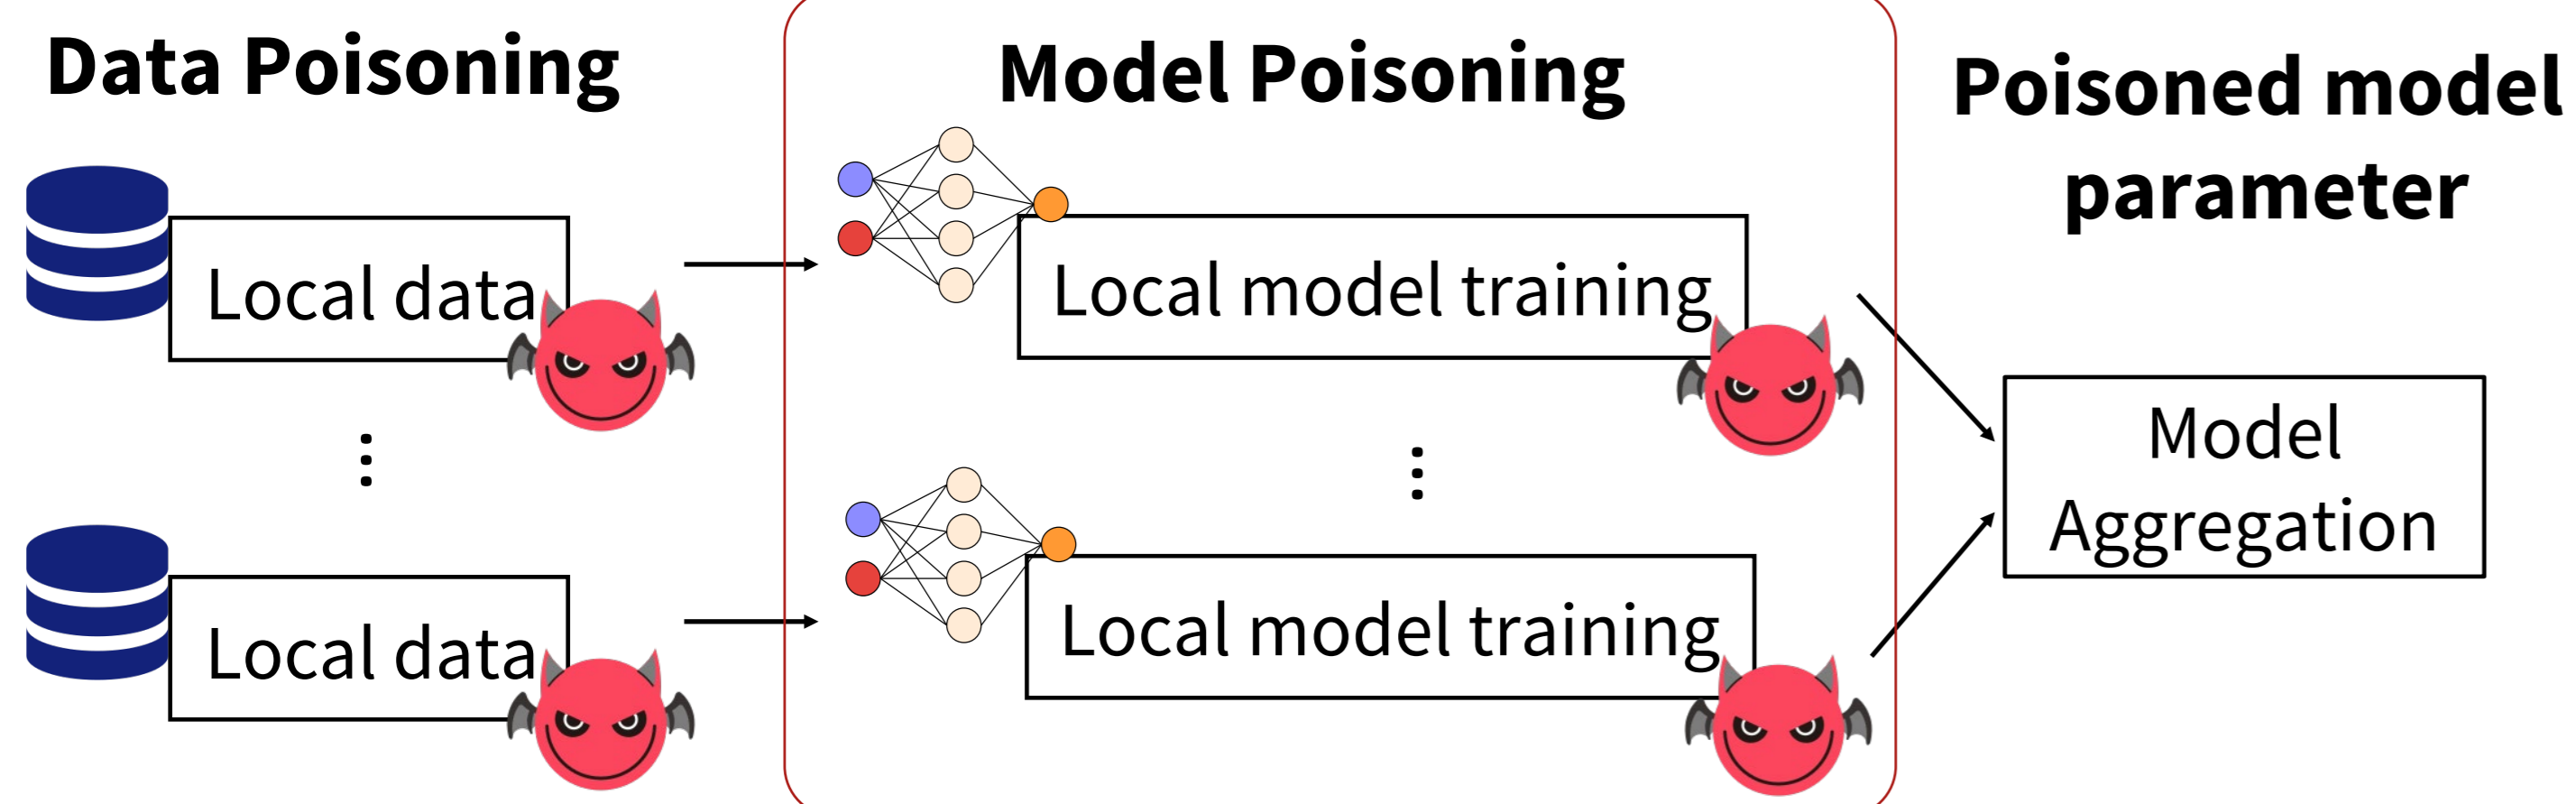 Data Poisoning
Local data
Local data
Model Poisoning
Local model training
Local model training
Poisoned model
parameter
Model
Aggregation